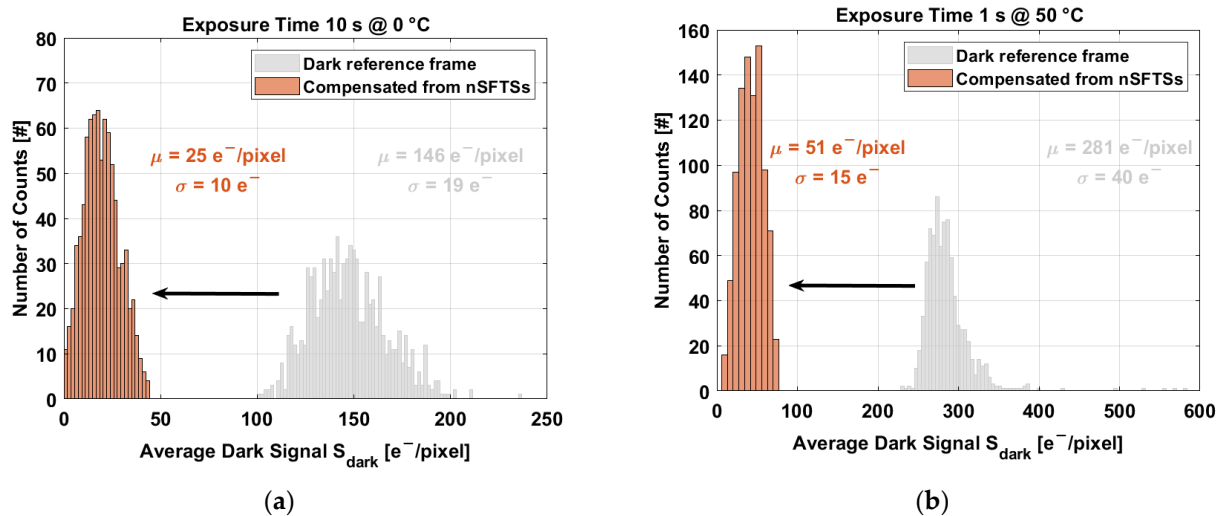 Exposure Time 10 s @ 0 °C
80
70
60
50
40
30
20
10
0
Number of Counts [#]
Dark reference frame
Compensated from nSFTSs
μ = 25 e⁻/pixel
σ = 10 e⁻
μ = 146 e⁻/pixel
σ = 19 e⁻
0 50 100 150 200 250
Average Dark Signal S_dark [e⁻/pixel]
(a)
Exposure Time 1 s @ 50 °C
160
140
120
100
80
60
40
20
0
Number of Counts [#]
Dark reference frame
Compensated from nSFTSs
μ = 51 e⁻/pixel
σ = 15 e⁻
μ = 281 e⁻/pixel
σ = 40 e⁻
0 100 200 300 400 500 600
Average Dark Signal S_dark [e⁻/pixel]
(b)